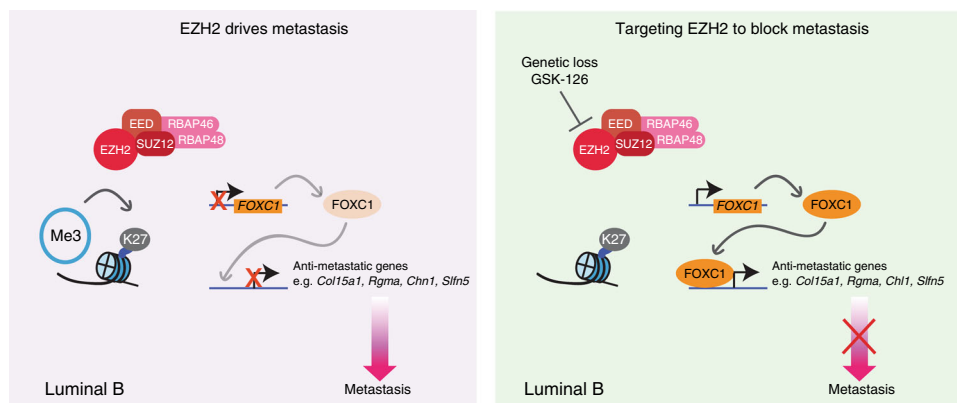 EZH2 drives metastasis
EED
RBAP46
EZH2
SUZ12
RBAP48
Me3
K27
FOXC1
FOXC1
Anti-metastatic genes
e.g. Col15a1, Rgma, Chn1, Slfn5
Luminal B
Metastasis
Targeting EZH2 to block metastasis
Genetic loss
GSK-126
EED
RBAP46
EZH2
SUZ12
RBAP48
K27
FOXC1
FOXC1
FOXC1
Anti-metastatic genes
e.g. Col15a1, Rgma, Chl1, Slfn5
Luminal B
Metastasis